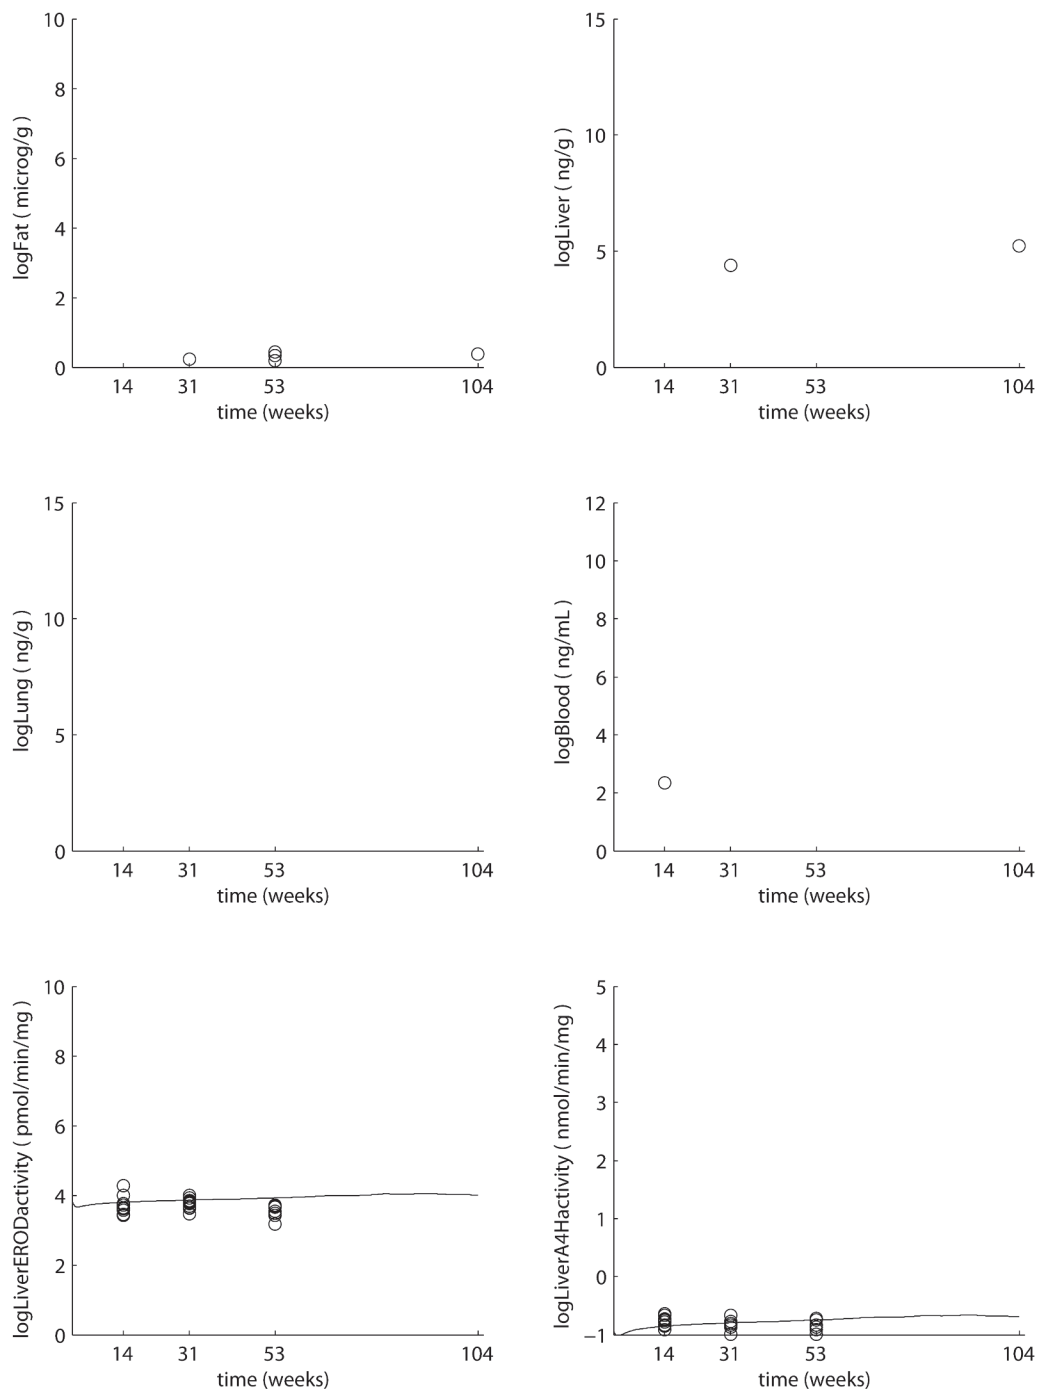 10
8
6
4
2
0
logFat ( microg/g )
14 31 53 104
time (weeks)
15
10
5
0
logLiver ( ng/g )
14 31 53 104
time (weeks)
15
10
5
0
logLung ( ng/g )
14 31 53 104
time (weeks)
12
10
8
6
4
2
0
logBlood ( ng/mL )
14 31 53 104
time (weeks)
10
8
6
4
2
0
logLiverERODactivity ( pmol/min/mg )
14 31 53 104
time (weeks)
5
4
3
2
1
0
−1
logLiverA4Hactivity ( nmol/min/mg )
14 31 53 104
time (weeks)